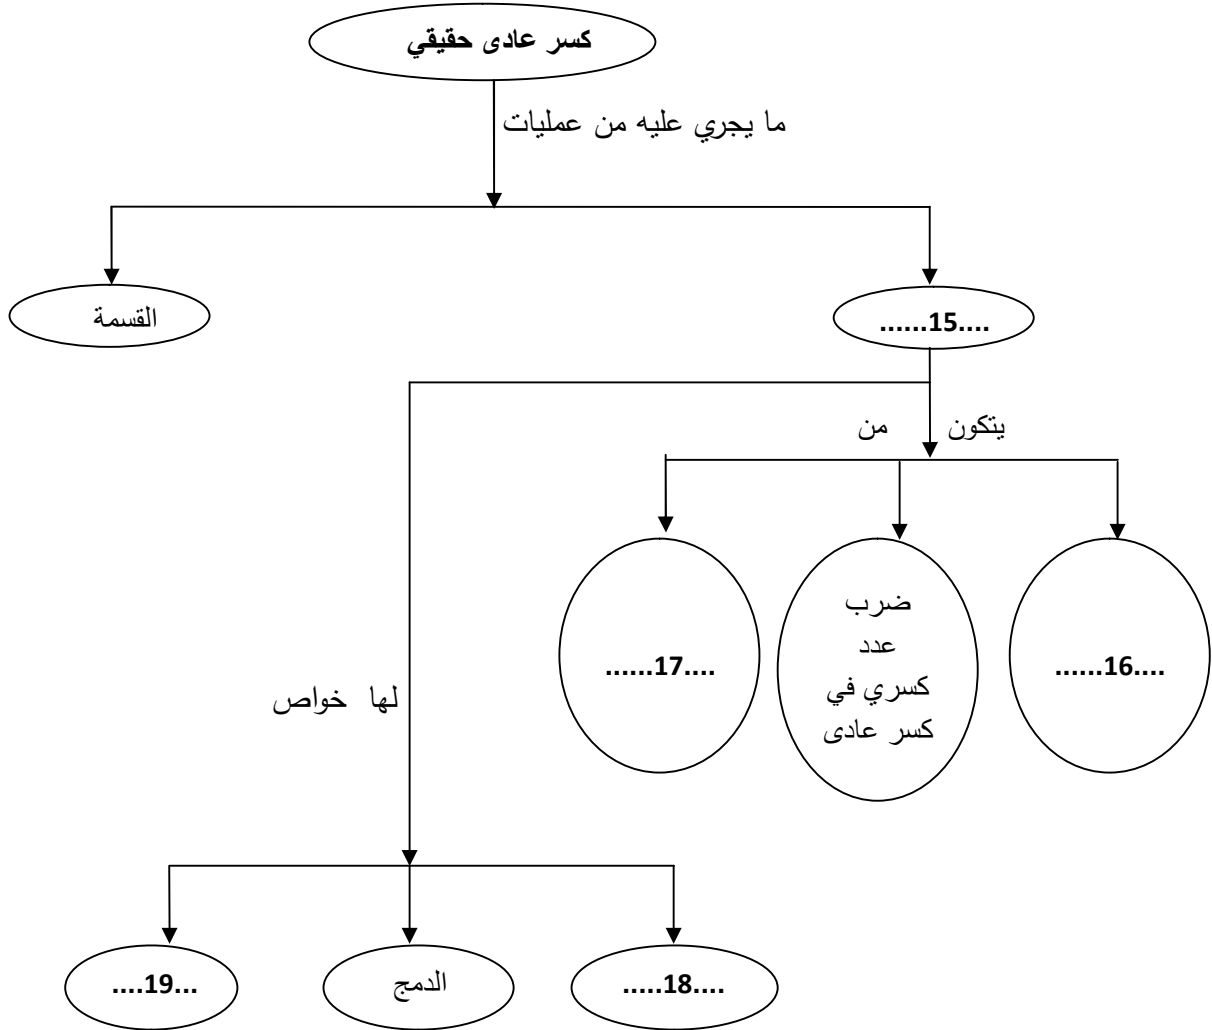 كسر عادى حقيقي
ما يجري عليه من عمليات
......15....
القسمة
يتكون من
......16....
ضرب
عدد
كسري في
كسر عادى
......17....
لها خواص
.....18....
الدمج
....19...